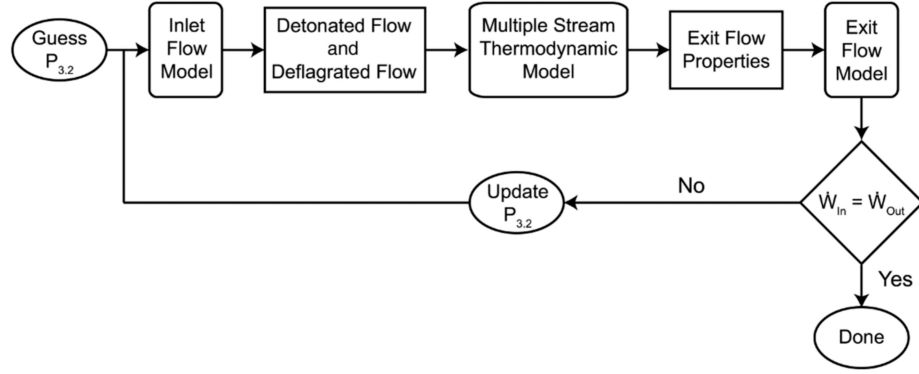 Guess
P3.2
Inlet
Flow
Model
Detonated Flow
and
Deflagrated Flow
Multiple Stream
Thermodynamic
Model
Exit Flow
Properties
Exit
Flow
Model
ẆIn = ẆOut
No
Update
P3.2
Yes
Done